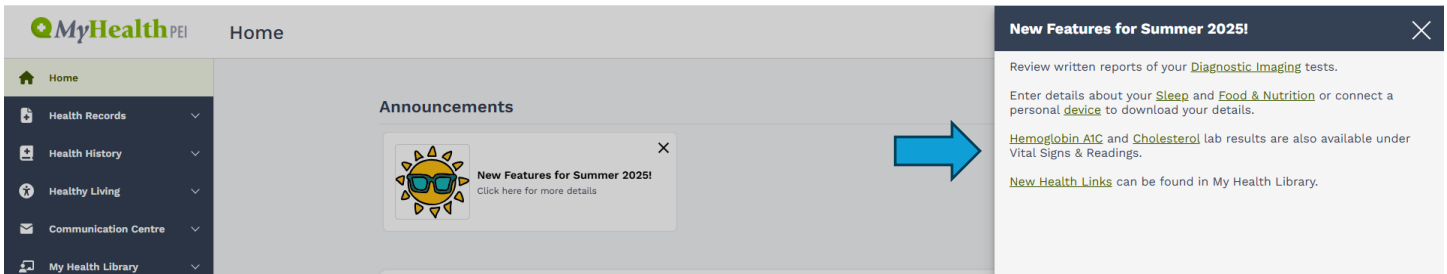 MyHealth PEI
Home
Home
Health Records
Health History
Healthy Living
Communication Centre
My Health Library
Announcements
New Features for Summer 2025!
Click here for more details
New Features for Summer 2025!
Review written reports of your Diagnostic Imaging tests.
Enter details about your Sleep and Food & Nutrition or connect a
personal device to download your details.
Hemoglobin A1C and Cholesterol lab results are also available under
Vital Signs & Readings.
New Health Links can be found in My Health Library.